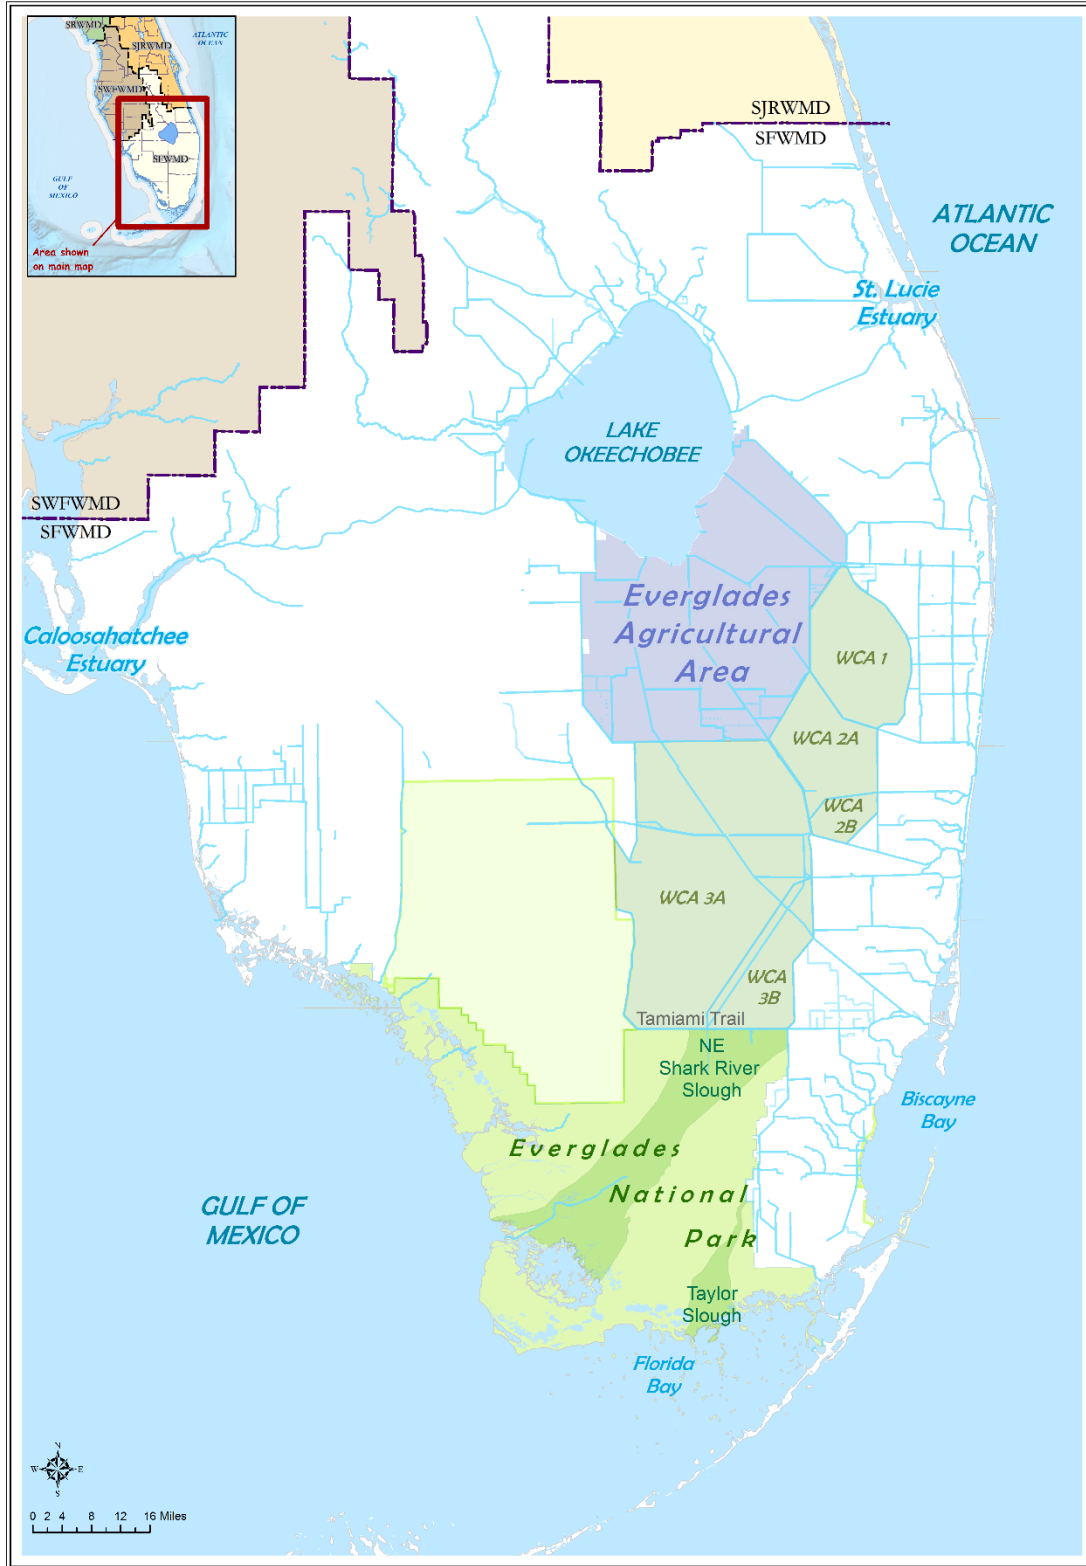 SRWMD
SJRWMD
ATLANTIC
OCEAN
SWFWMD
SFWMD
GULF
OF
MEXICO
Area shown
on main map
SJRWMD
SFWMD
ATLANTIC
OCEAN
St. Lucie
Estuary
LAKE
OKEECHOBEE
SWFWMD
SFWMD
Everglades
Agricultural
Area
Caloosahatchee
Estuary
WCA 1
WCA 2A
WCA
2B
WCA 3A
WCA
3B
Tamiami Trail
NE
Shark River
Slough
Biscayne
Bay
Everglades
National
Park
GULF OF
MEXICO
Taylor
Slough
Florida
Bay
N
W E
S
0 2 4 8 12 16 Miles